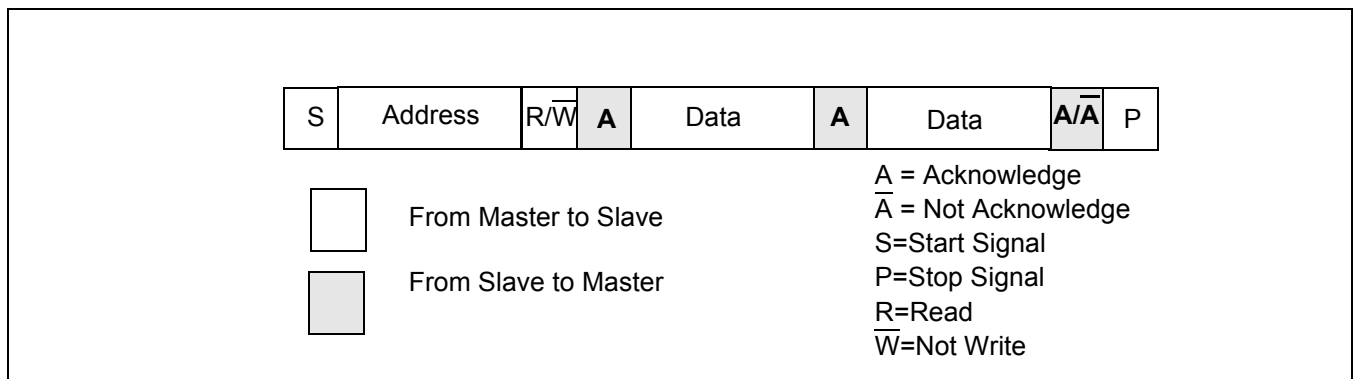 S Address R/W̅ A Data A Data A/A̅ P
From Master to Slave
From Slave to Master
A = Acknowledge
A̅ = Not Acknowledge
S=Start Signal
P=Stop Signal
R=Read
W̅=Not Write